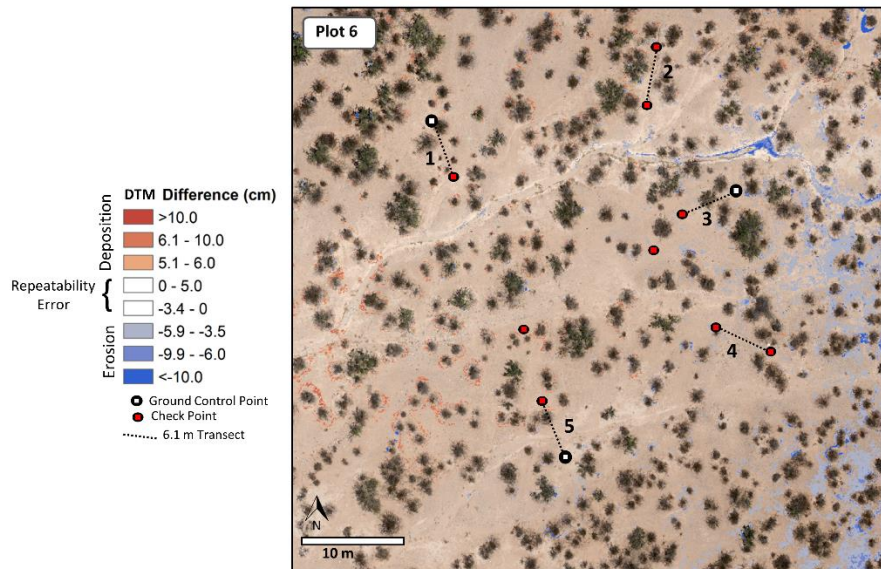 Plot 6
1
2
3
4
5
N
10 m
DTM Difference (cm)
Deposition
>10.0
6.1 - 10.0
5.1 - 6.0
Repeatability
Error
{
0 - 5.0
-3.4 - 0
Erosion
-5.9 - -3.5
-9.9 - -6.0
<-10.0
Ground Control Point
Check Point
6.1 m Transect